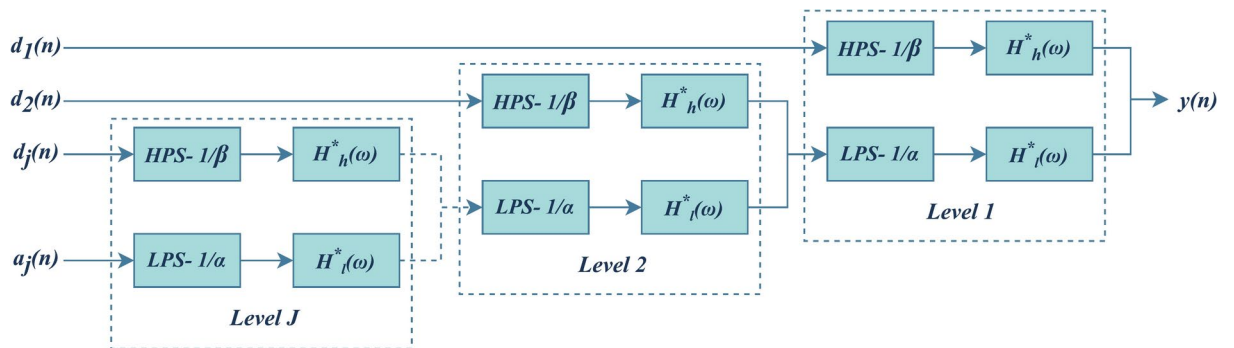 d1(n)
HPS- 1/β
H*h(ω)
d2(n)
HPS- 1/β
H*h(ω)
y(n)
dj(n)
HPS- 1/β
H*h(ω)
LPS- 1/α
H*l(ω)
LPS- 1/α
H*l(ω)
Level 1
aj(n)
LPS- 1/α
H*l(ω)
Level 2
Level J